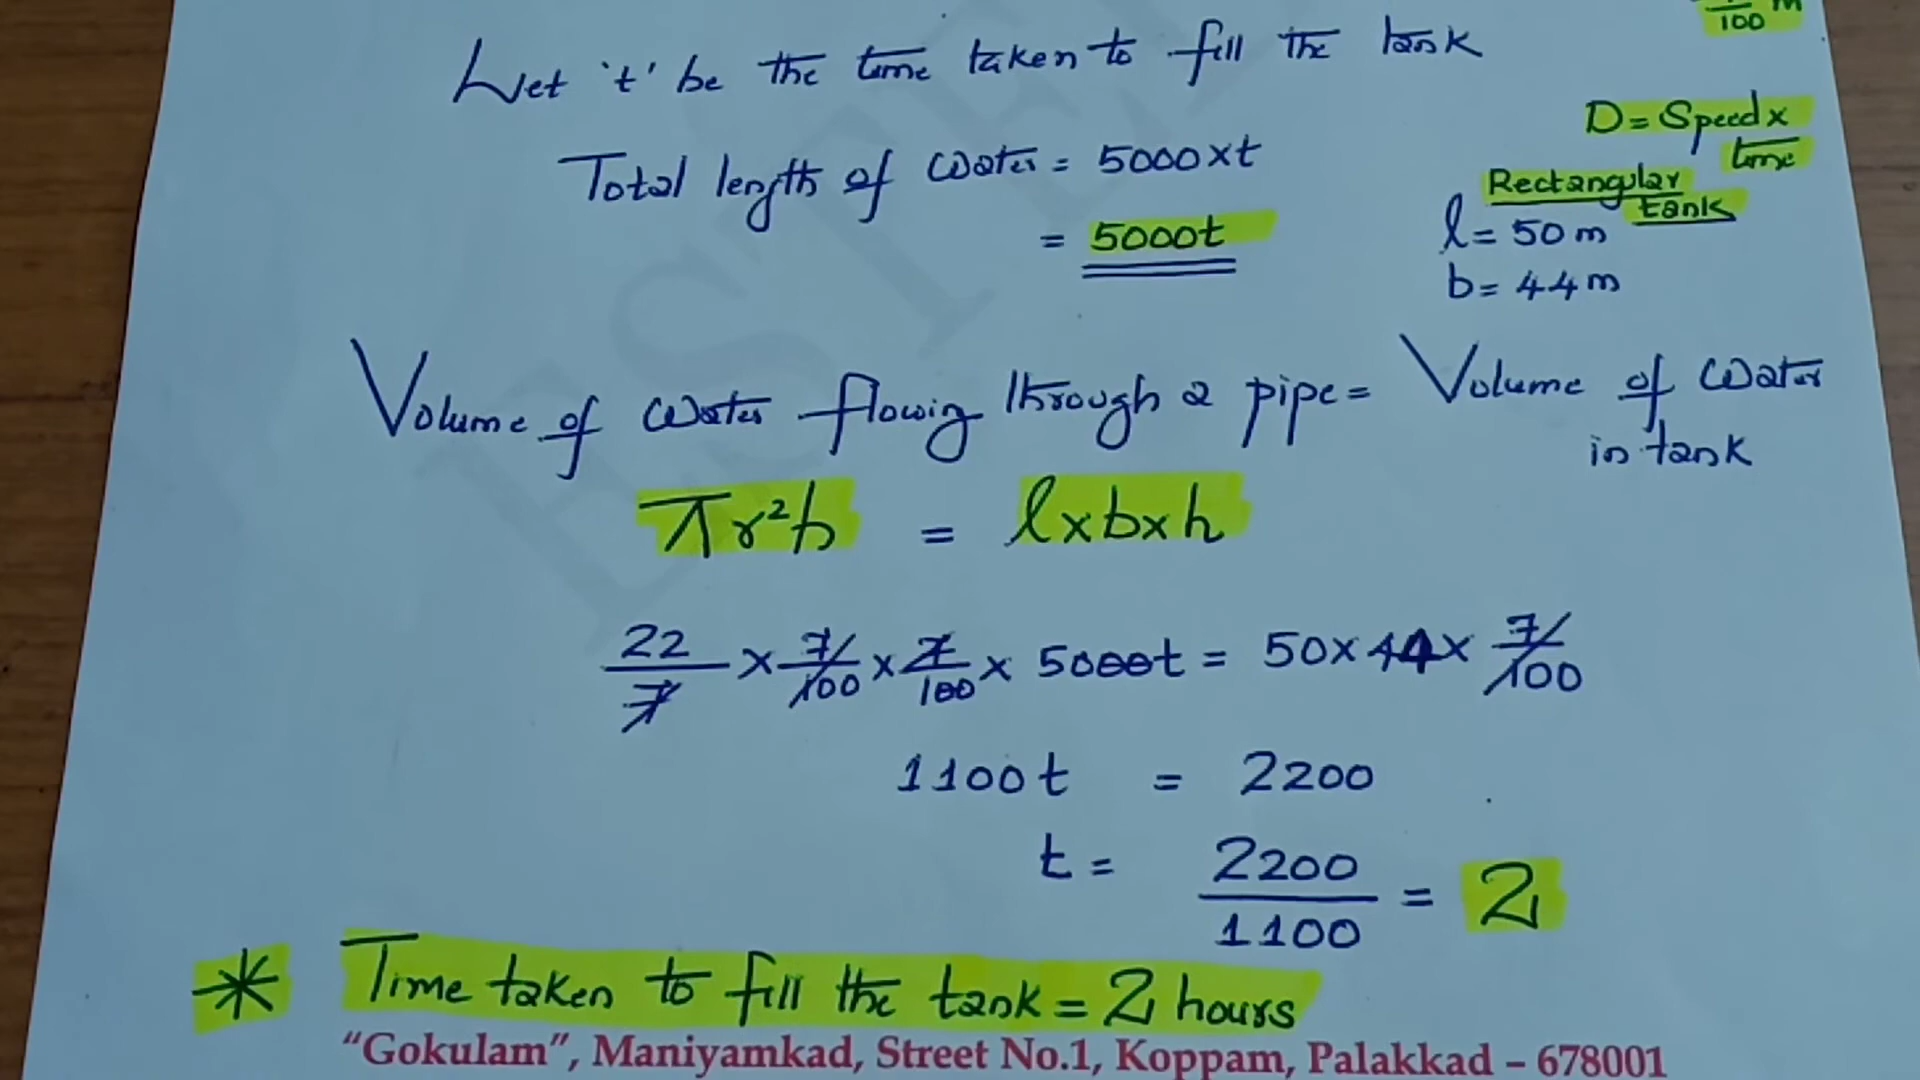 /100 m
Let 't' be the time taken to fill the tank
Total length of water = 5000xt
= 5000t
D = Speed x
time
Rectangular
tank
l = 50 m
b = 44 m
Volume of water flowing through a pipe = Volume of water
in tank
πr²h = lxbxh
22/7 x 7/100 x 7/100 x 5000t = 50x44x 7/100
1100t = 2200
t = 2200/1100 = 2
* Time taken to fill the tank = 2 hours
"Gokulam", Maniyamkad, Street No.1, Koppam, Palakkad – 678001